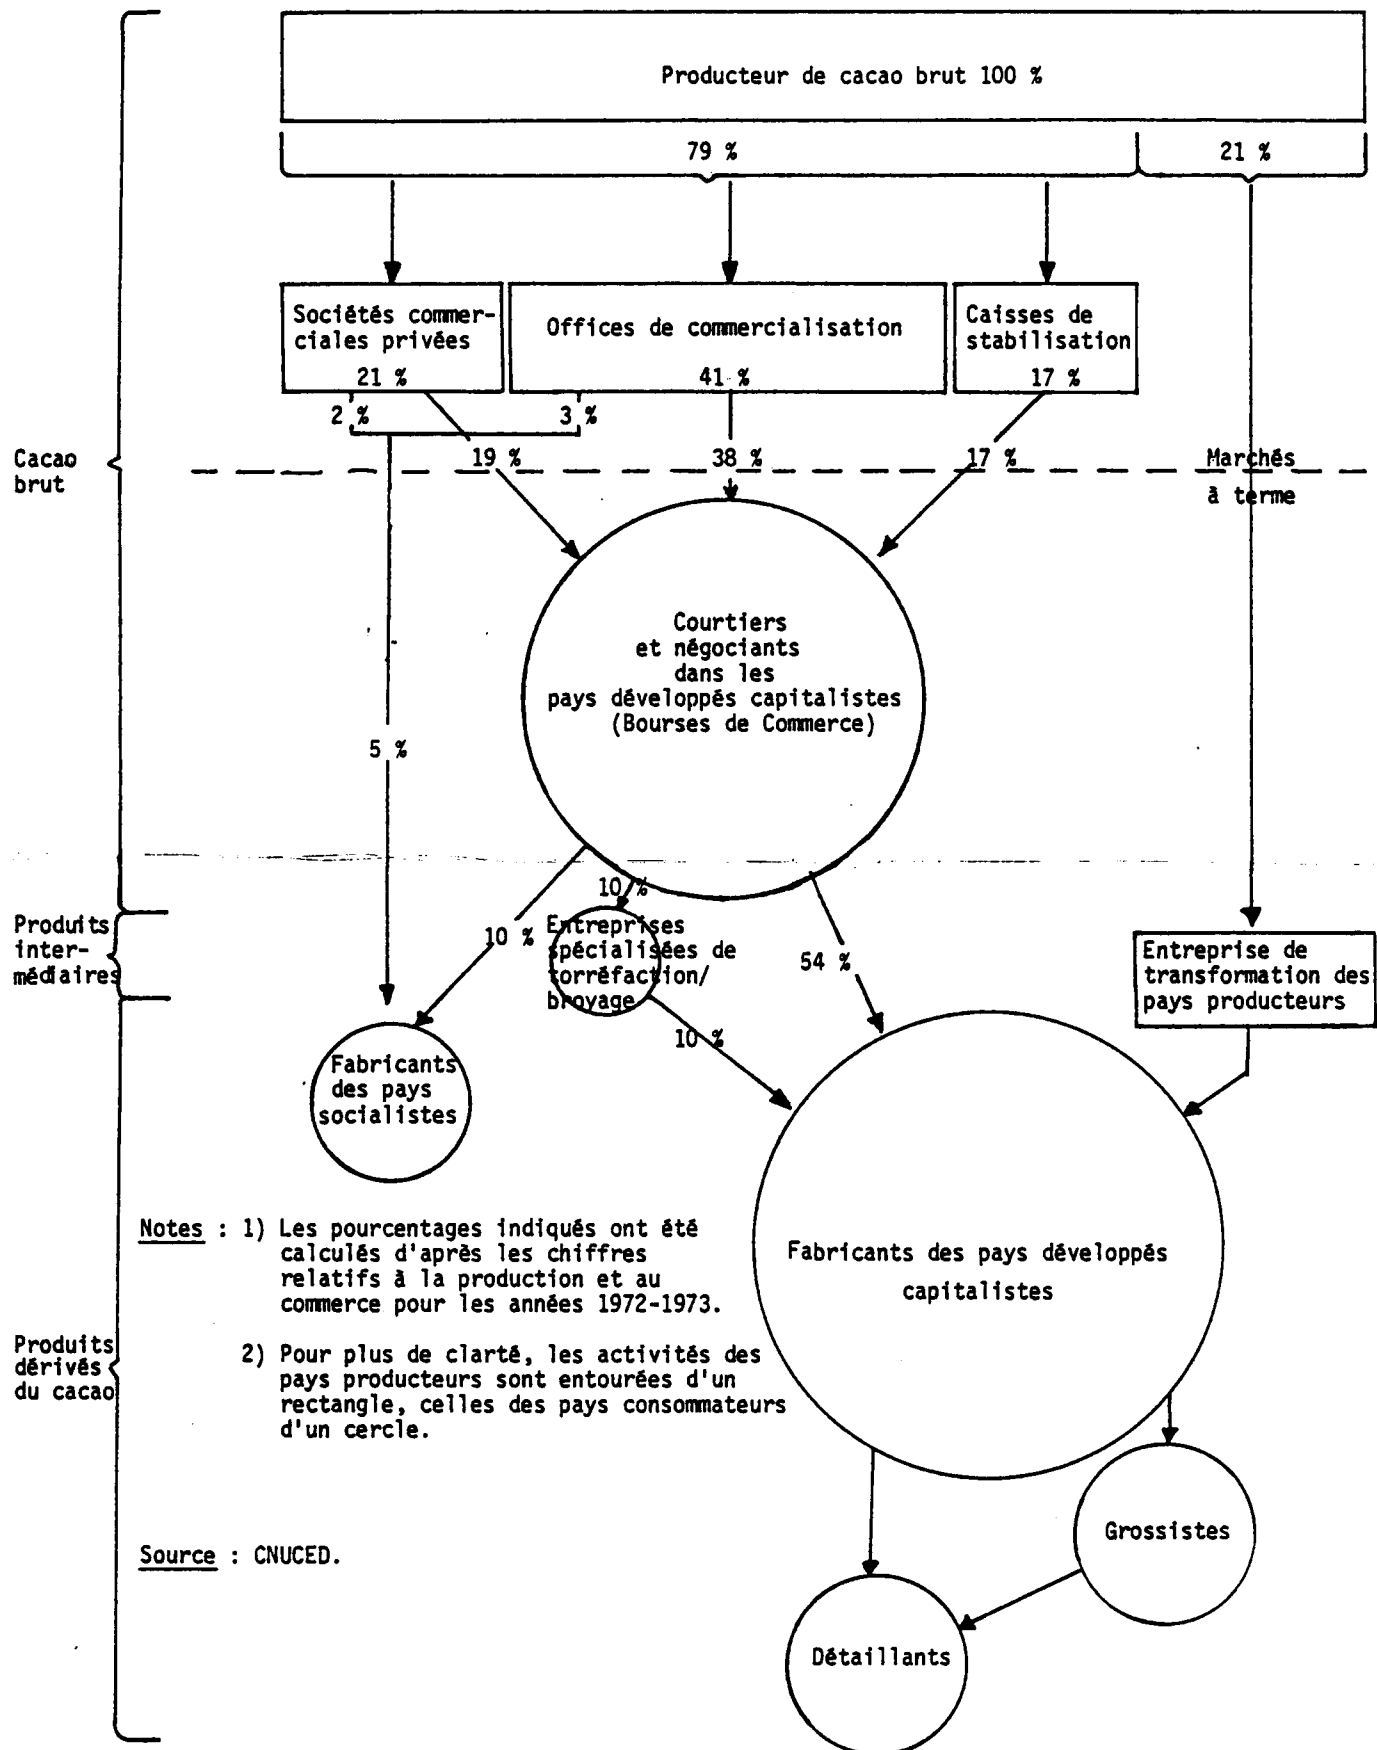 Producteur de cacao brut 100 %
79 %
21 %
Sociétés commer-
ciales privées
21 %
Offices de commercialisation
41 %
Caisses de
stabilisation
17 %
2 %
3 %
19 %
38 %
17 %
Marchés
à terme
Cacao
brut
Courtiers
et négociants
dans les
pays développés capitalistes
(Bourses de Commerce)
5 %
10 %
10 %
54 %
Produits
inter-
médiaires
Entreprises
spécialisées de
torréfaction/
broyage
Entreprise de
transformation des
pays producteurs
10 %
Fabricants
des pays
socialistes
Notes : 1) Les pourcentages indiqués ont été
calculés d'après les chiffres
relatifs à la production et au
commerce pour les années 1972-1973.
2) Pour plus de clarté, les activités des
pays producteurs sont entourées d'un
rectangle, celles des pays consommateurs
d'un cercle.
Fabricants des pays développés
capitalistes
Produits
dérivés
du cacao
Grossistes
Source : CNUCED.
Détaillants